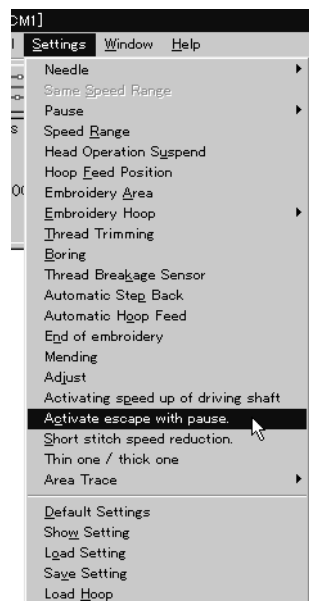 CM1]
Settings Window Help
Needle
Same Speed Range
Pause
Speed Range
Head Operation Suspend
Hoop Feed Position
Embroidery Area
Embroidery Hoop
Thread Trimming
Boring
Thread Breakage Sensor
Automatic Step Back
Automatic Hoop Feed
End of embroidery
Mending
Adjust
Activating speed up of driving shaft
Activate escape with pause.
Short stitch speed reduction.
Thin one / thick one
Area Trace
Default Settings
Show Setting
Load Setting
Save Setting
Load Hoop